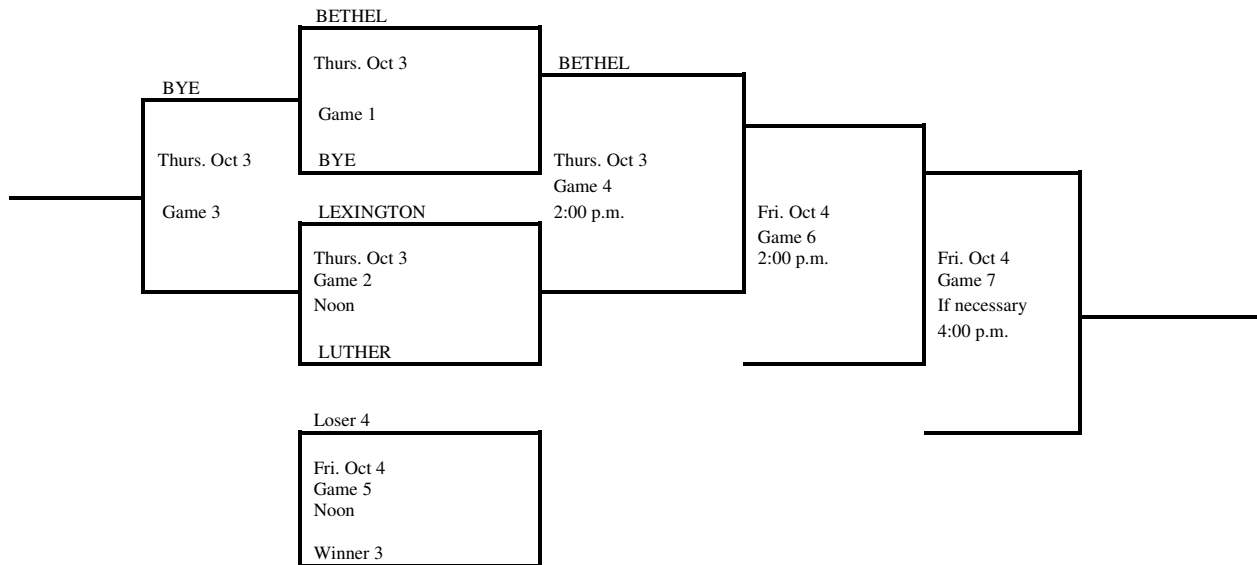 BETHEL
Thurs. Oct 3
Game 1
BYE
BYE
Thurs. Oct 3
Game 3
LEXINGTON
Thurs. Oct 3
Game 2
Noon
LUTHER
BETHEL
Thurs. Oct 3
Game 4
2:00 p.m.
Fri. Oct 4
Game 6
2:00 p.m.
Fri. Oct 4
Game 7
If necessary
4:00 p.m.
Loser 4
Fri. Oct 4
Game 5
Noon
Winner 3